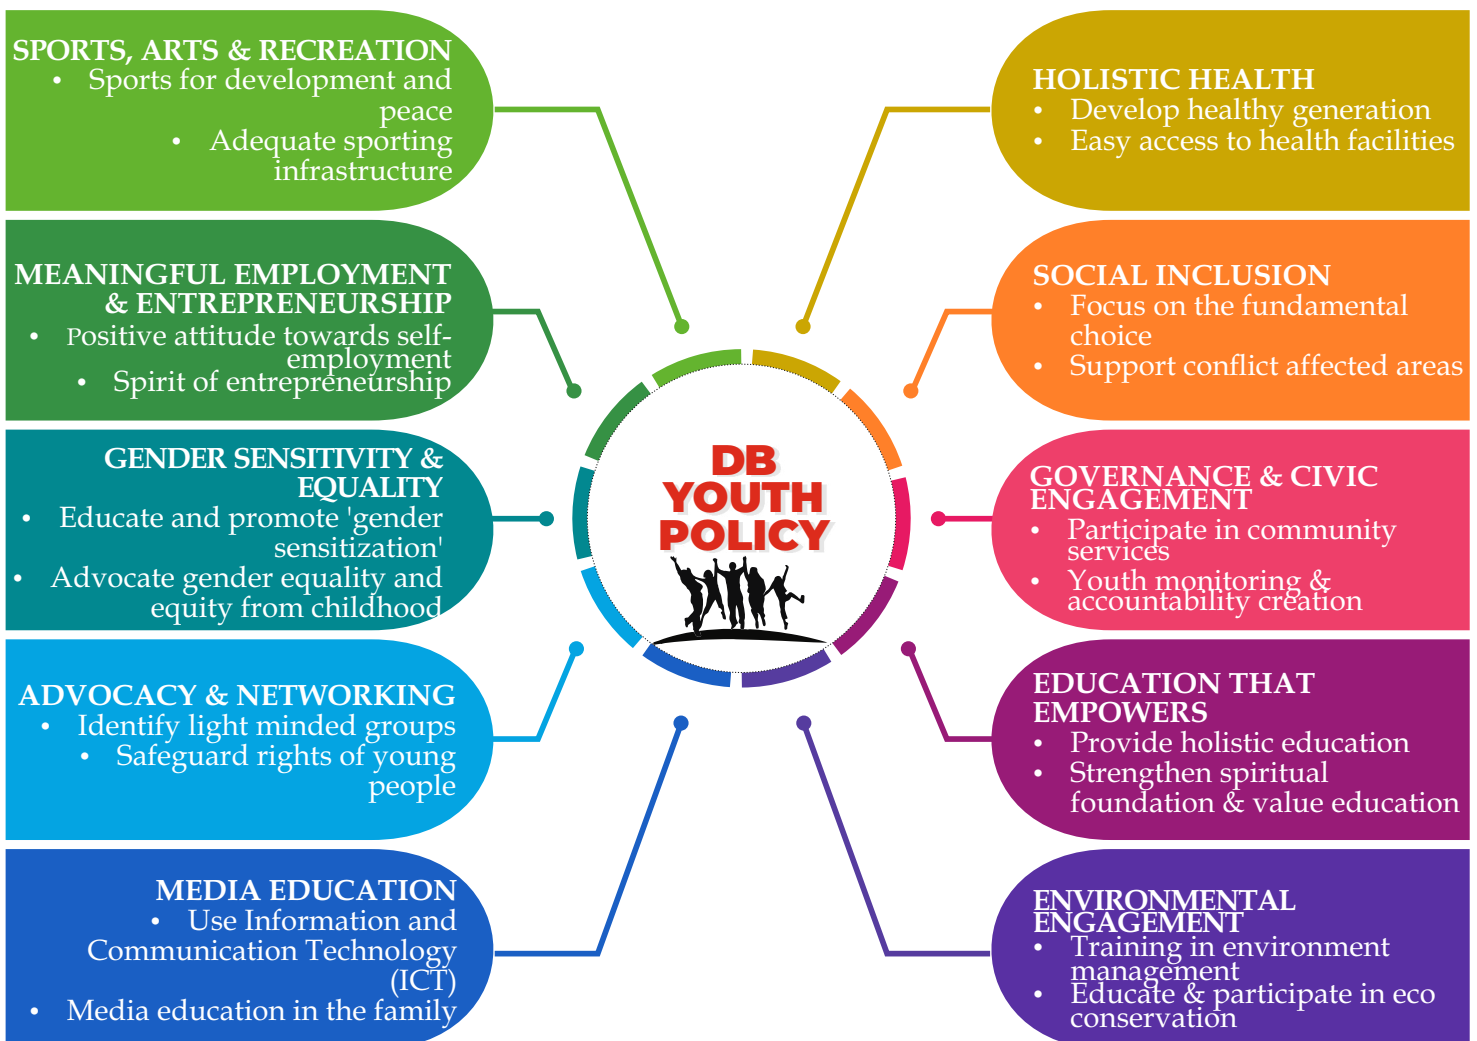 SPORTS, ARTS & RECREATION
• Sports for development and
peace
• Adequate sporting
infrastructure
MEANINGFUL EMPLOYMENT
& ENTREPRENEURSHIP
• Positive attitude towards self-
employment
• Spirit of entrepreneurship
GENDER SENSITIVITY &
EQUALITY
• Educate and promote 'gender
sensitization'
• Advocate gender equality and
equity from childhood
ADVOCACY & NETWORKING
• Identify light minded groups
• Safeguard rights of young
people
MEDIA EDUCATION
• Use Information and
Communication Technology
(ICT)
• Media education in the family
DB
YOUTH
POLICY
HOLISTIC HEALTH
• Develop healthy generation
• Easy access to health facilities
SOCIAL INCLUSION
• Focus on the fundamental
choice
• Support conflict affected areas
GOVERNANCE & CIVIC
ENGAGEMENT
• Participate in community
services
• Youth monitoring &
accountability creation
EDUCATION THAT
EMPOWERS
• Provide holistic education
• Strengthen spiritual
foundation & value education
ENVIRONMENTAL
ENGAGEMENT
• Training in environment
management
• Educate & participate in eco
conservation